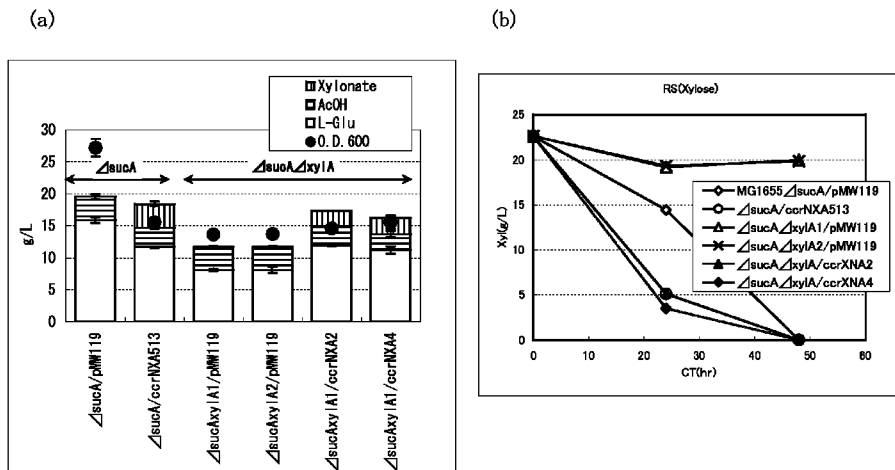 (a)
Xylonate
AcOH
L-Glu
O.D.600
⊿sucA
⊿sucA⊿xylA
g/L
30
25
20
15
10
5
0
⊿sucA/pMW119
⊿sucA/ccrNXA513
⊿sucAxylA1/pMW119
⊿sucAxylA2/pMW119
⊿sucAxylA1/ccrNXA2
⊿sucAxylA1/ccrNXA4
(b)
RS(Xylose)
Xyl(g/L)
25
20
15
10
5
0
MG1655⊿sucA/pMW119
⊿sucA/ccrNXA513
⊿sucA⊿xylA1/pMW119
⊿sucA⊿xylA2/pMW119
⊿sucA⊿xylA/ccrXNA2
⊿sucA⊿xylA/ccrXNA4
0 10 20 30 40 50 60
CT(hr)